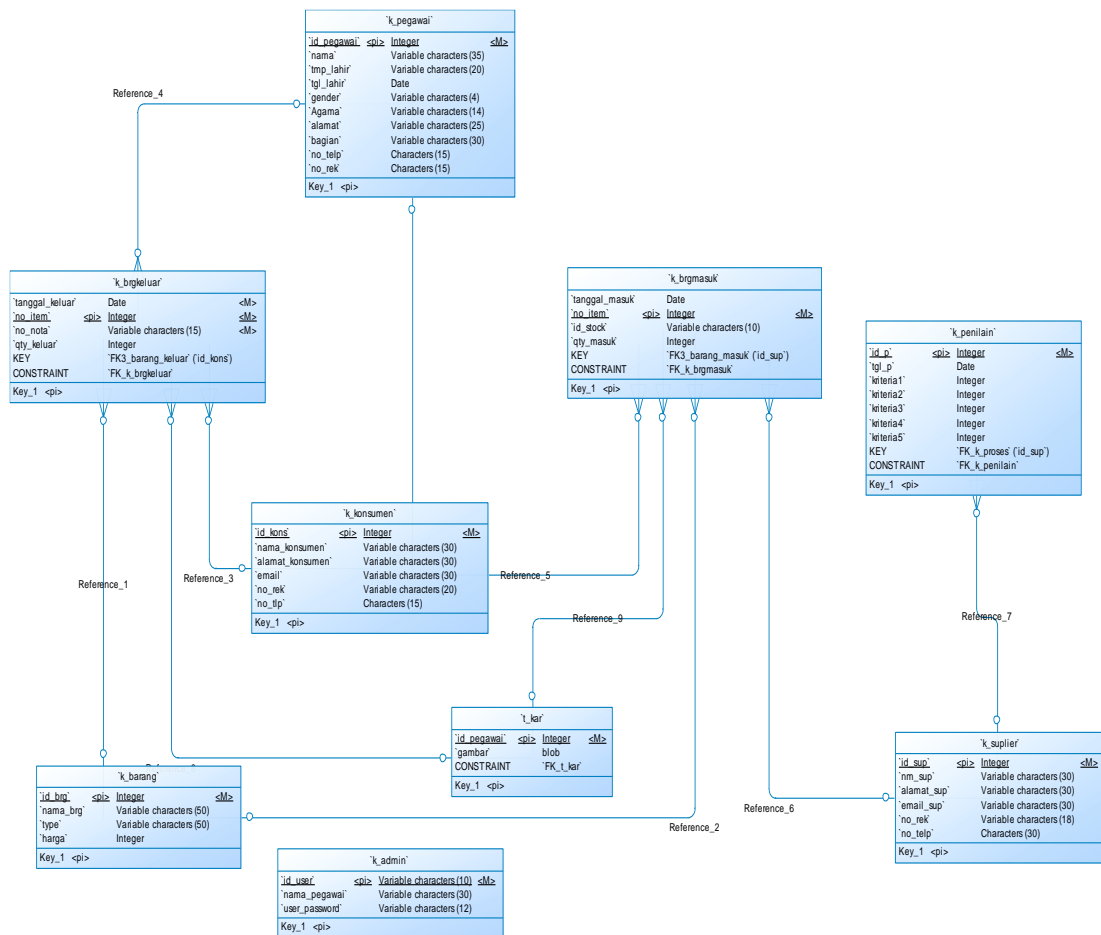 `k_pegawai`
`id_pegawai` <pi> Integer <M>
`nama` Variable characters (35)
`tmp_lahir` Variable characters (20)
`tgl_lahir` Date
`gender` Variable characters (4)
`Agama` Variable characters (14)
`alamat` Variable characters (25)
`bagian` Variable characters (30)
`no_telp` Characters (15)
`no_rek` Characters (15)
Key_1 <pi>
Reference_4
`k_brgkeluar`
`tanggal_keluar` Date <M>
`no_item` <pi> Integer <M>
`no_nota` Variable characters (15) <M>
`qty_keluar` Integer
KEY `FK3_barang_keluar` (`id_kons`)
CONSTRAINT `FK_k_brgkeluar`
Key_1 <pi>
`k_brgmasuk`
`tanggal_masuk` Date
`no_item` <pi> Integer <M>
`id_stock` Variable characters (10)
`qty_masuk` Integer
KEY `FK3_barang_masuk` (`id_sup`)
CONSTRAINT `FK_k_brgmasuk`
Key_1 <pi>
`k_penilain`
`id_p` <pi> Integer <M>
`tgl_p` Date
`kriteria1` Integer
`kriteria2` Integer
`kriteria3` Integer
`kriteria4` Integer
`kriteria5` Integer
KEY `FK_k_proses` (`id_sup`)
CONSTRAINT `FK_k_penilain`
Key_1 <pi>
`k_konsumen`
`id_kons` <pi> Integer <M>
`nama_konsumen` Variable characters (30)
`alamat_konsumen` Variable characters (30)
`email` Variable characters (30)
`no_rek` Variable characters (20)
`no_tlp` Characters (15)
Key_1 <pi>
Reference_1
Reference_3
Reference_5
Reference_9
Reference_7
`t_kar`
`id_pegawai` <pi> Integer <M>
`gambar` blob
CONSTRAINT `FK_t_kar`
Key_1 <pi>
`k_suplier`
`id_sup` <pi> Integer <M>
`nm_sup` Variable characters (30)
`alamat_sup` Variable characters (30)
`email_sup` Variable characters (30)
`no_rek` Variable characters (18)
`no_telp` Characters (30)
Key_1 <pi>
`k_barang`
`id_brg` <pi> Integer <M>
`nama_brg` Variable characters (50)
`type` Variable characters (50)
`harga` Integer
Key_1 <pi>
Reference_6
Reference_2
`k_admin`
`id_user` <pi> Variable characters (10) <M>
`nama_pegawai` Variable characters (30)
`user_password` Variable characters (12)
Key_1 <pi>